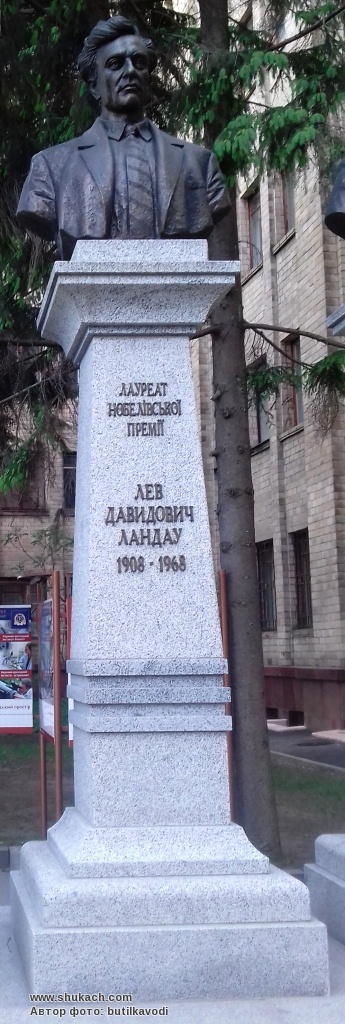 ЛАУРЕАТ
НОБЕЛІВСЬКОЇ
ПРЕМІЇ
ЛЕВ
ДАВИДОВИЧ
ЛАНДАУ
1908 - 1968
www.shukach.com
Автор фото: butilkavodi